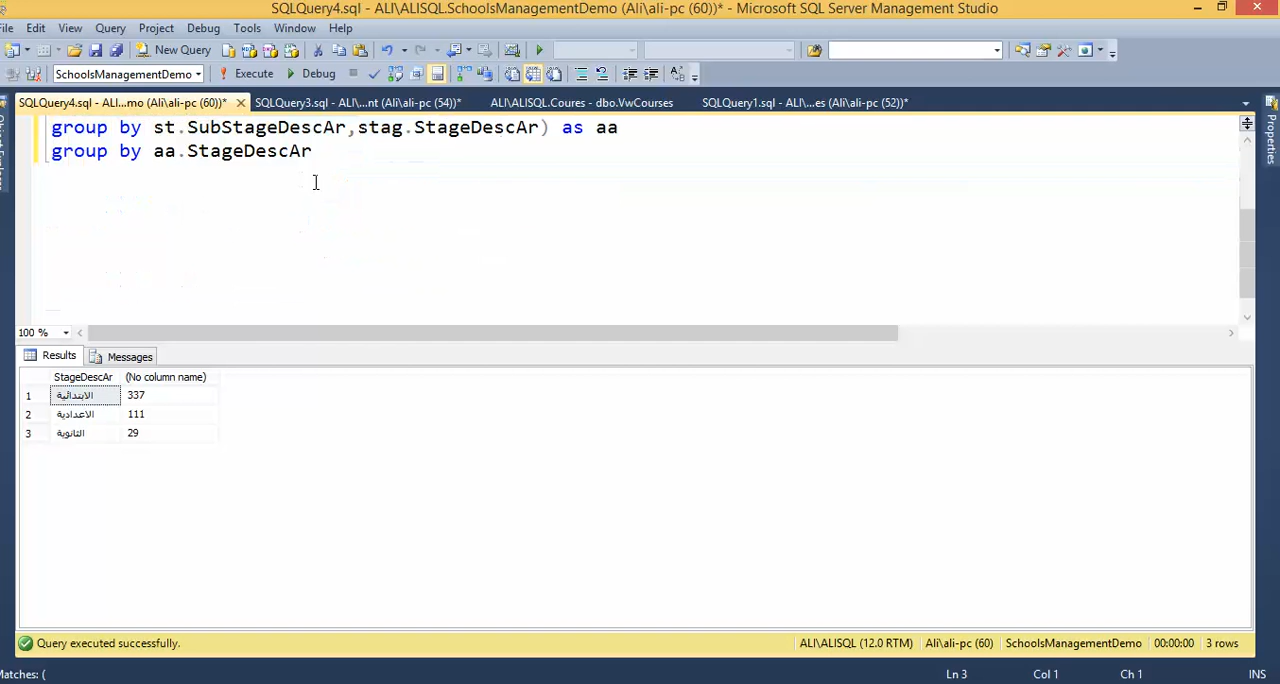 SQLQuery4.sql - ALI\ALISQL.SchoolsManagementDemo (Ali\ali-pc (60))* - Microsoft SQL Server Management Studio
File Edit View Query Project Debug Tools Window Help
New Query
SchoolsManagementDemo Execute Debug
SQLQuery4.sql - ALI...mo (Ali\ali-pc (60))* SQLQuery3.sql - ALI\...nt (Ali\ali-pc (54))* ALI\ALISQL.Coures - dbo.VwCourses SQLQuery1.sql - ALI\...es (Ali\ali-pc (52))*
group by st.SubStageDescAr,stag.StageDescAr) as aa
group by aa.StageDescAr
Properties
100 %
Results Messages
StageDescAr (No column name)
1 الابتدائية 337
2 الاعدادية 111
3 الثانوية 29
Query executed successfully. ALI\ALISQL (12.0 RTM) Ali\ali-pc (60) SchoolsManagementDemo 00:00:00 3 rows
Matches: ( Ln 3 Col 1 Ch 1 INS